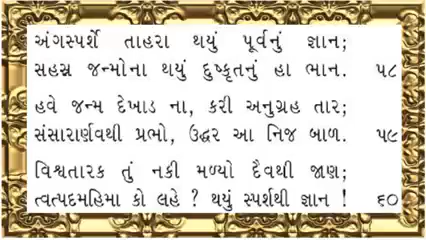 અંગસ્પર્શે તાહરા થયું પૂર્વનું જ્ઞાન;
સહસ્ર જન્મોના થયું દુષ્કૃતનું હા ભાન. ૫૮
હવે જન્મ દેખાડ ના, કરી અનુગ્રહ તાર;
સંસારાર્ણવથી પ્રભો, ઉદ્ધર આ નિજ બાળ. ૫૯
વિશ્વતારક તું નકી મળ્યો દૈવથી જાણ;
ત્વત્પદમહિમા કો લહે ? થયું સ્પર્શથી જ્ઞાન ! ૬૦